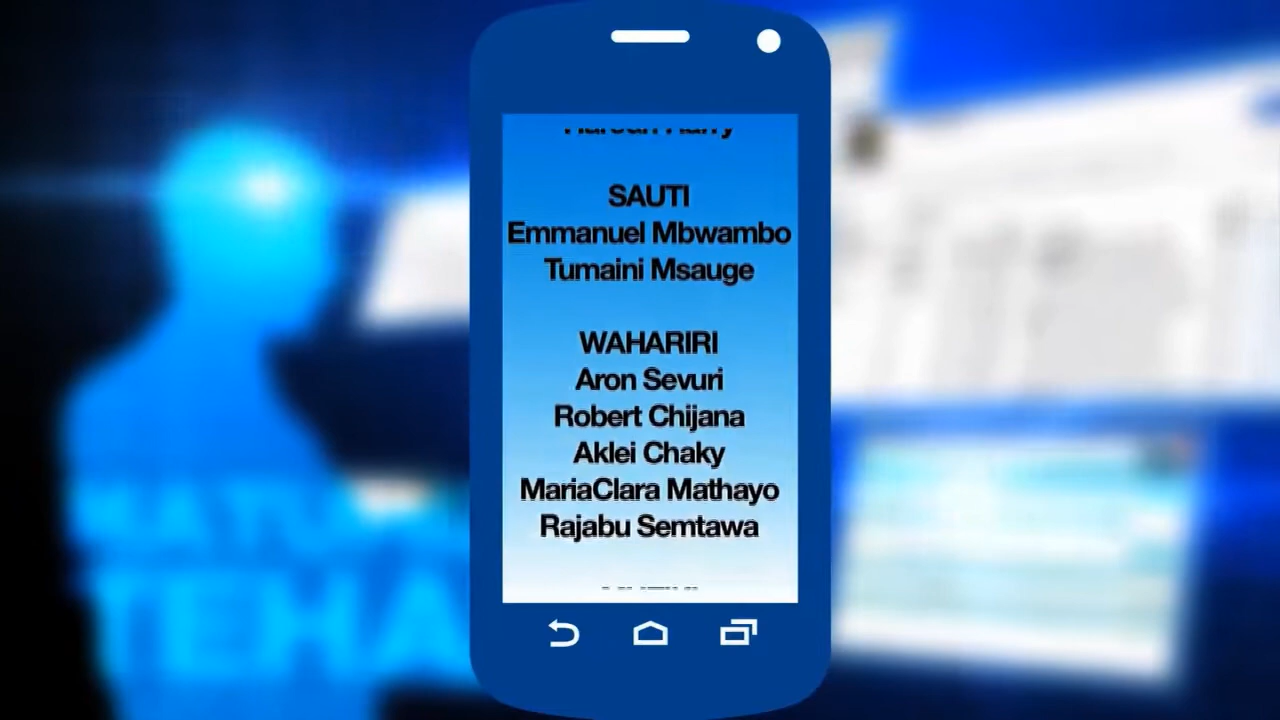 SAUTI
Emmanuel Mbwambo
Tumaini Msauge
WAHARIRI
Aron Sevuri
Robert Chijana
Aklei Chaky
MariaClara Mathayo
Rajabu Semtawa